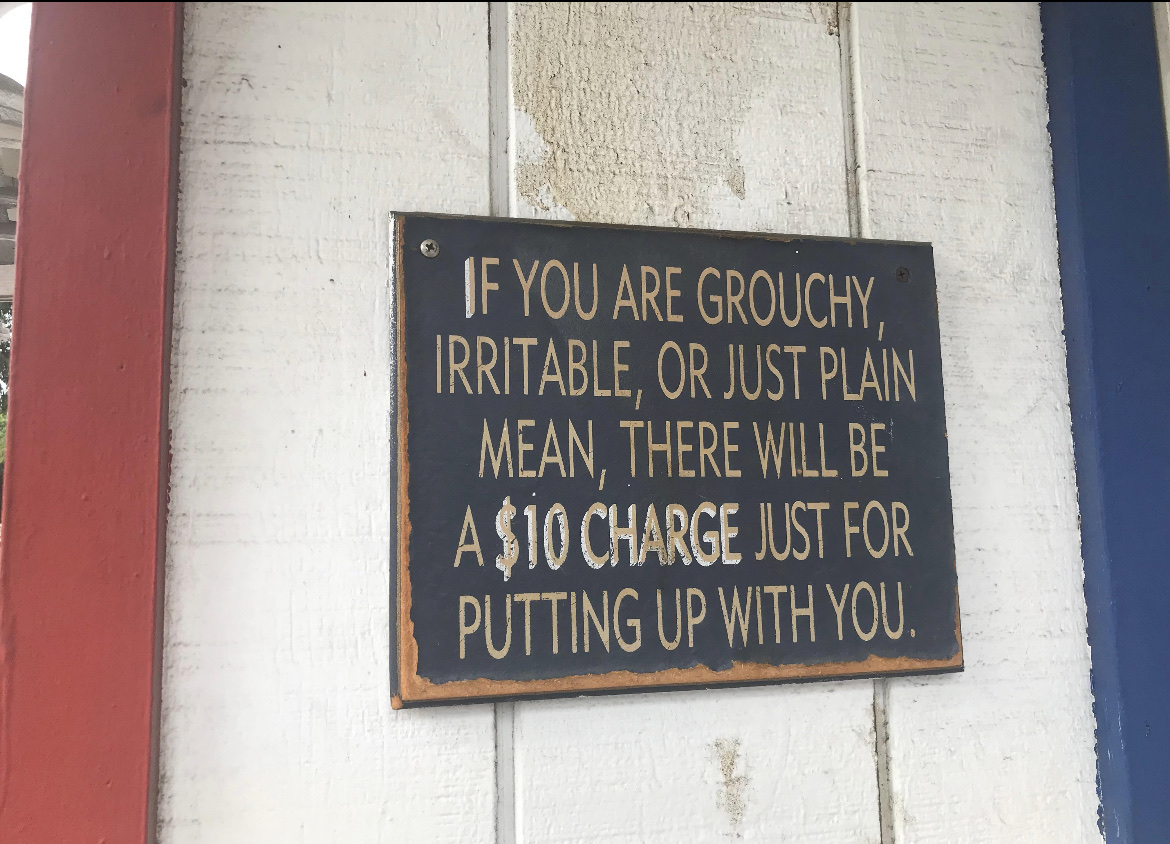 IF YOU ARE GROUCHY,
IRRITABLE, OR JUST PLAIN
MEAN, THERE WILL BE
A $10 CHARGE JUST FOR
PUTTING UP WITH YOU.